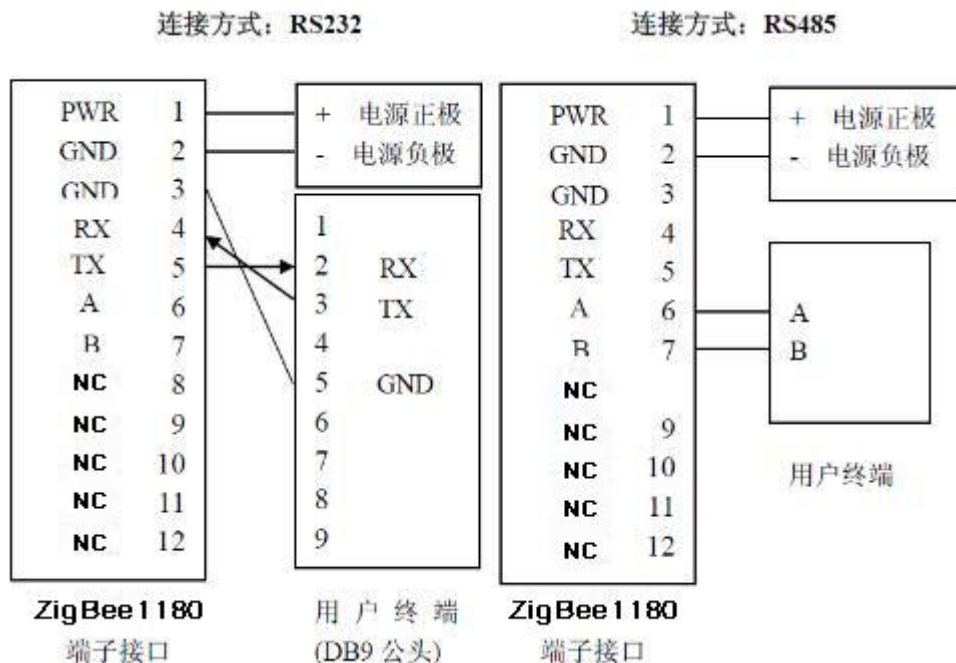 连接方式：RS232
PWR 1
GND 2
GND 3
RX 4
TX 5
A 6
B 7
NC 8
NC 9
NC 10
NC 11
NC 12
ZigBee1180
端子接口
+ 电源正极
- 电源负极
1
2 RX
3 TX
4
5 GND
6
7
8
9
用户终端
(DB9公头)
连接方式：RS485
PWR 1
GND 2
GND 3
RX 4
TX 5
A 6
B 7
NC
NC 9
NC 10
NC 11
NC 12
ZigBee1180
端子接口
+ 电源正极
- 电源负极
A
B
用户终端